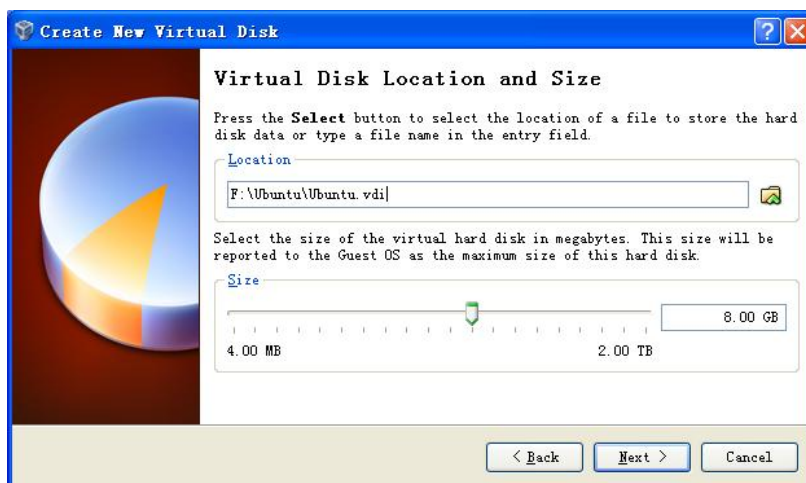 Create New Virtual Disk
Virtual Disk Location and Size
Press the Select button to select the location of a file to store the hard
disk data or type a file name in the entry field.
Location
F:\Ubuntu\Ubuntu.vdi
Select the size of the virtual hard disk in megabytes. This size will be
reported to the Guest OS as the maximum size of this hard disk.
Size
8.00 GB
4.00 MB 2.00 TB
< Back Next > Cancel